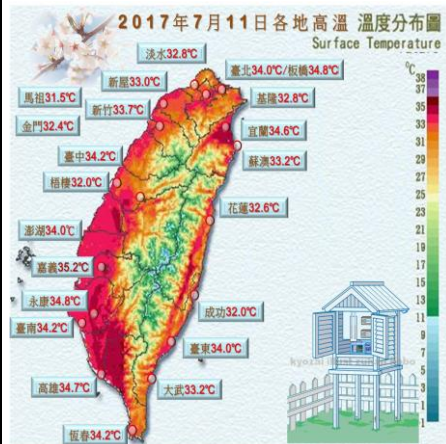 2017年7月11日各地高溫 溫度分布圖
Surface Temperature
淡水32.8℃
臺北34.0℃/板橋34.8℃
新屋33.0℃
基隆32.8℃
馬祖31.5℃
新竹33.7℃
宜蘭34.6℃
金門32.4℃
蘇澳33.2℃
臺中34.2℃
梧棲32.0℃
花蓮32.6℃
澎湖34.0℃
嘉義35.2℃
永康34.8℃
成功32.0℃
臺南34.2℃
臺東34.0℃
高雄34.7℃
大武33.2℃
恆春34.2℃
℃
38
37
35
33
31
29
27
25
23
21
19
17
15
13
11
9
7
5
3
1